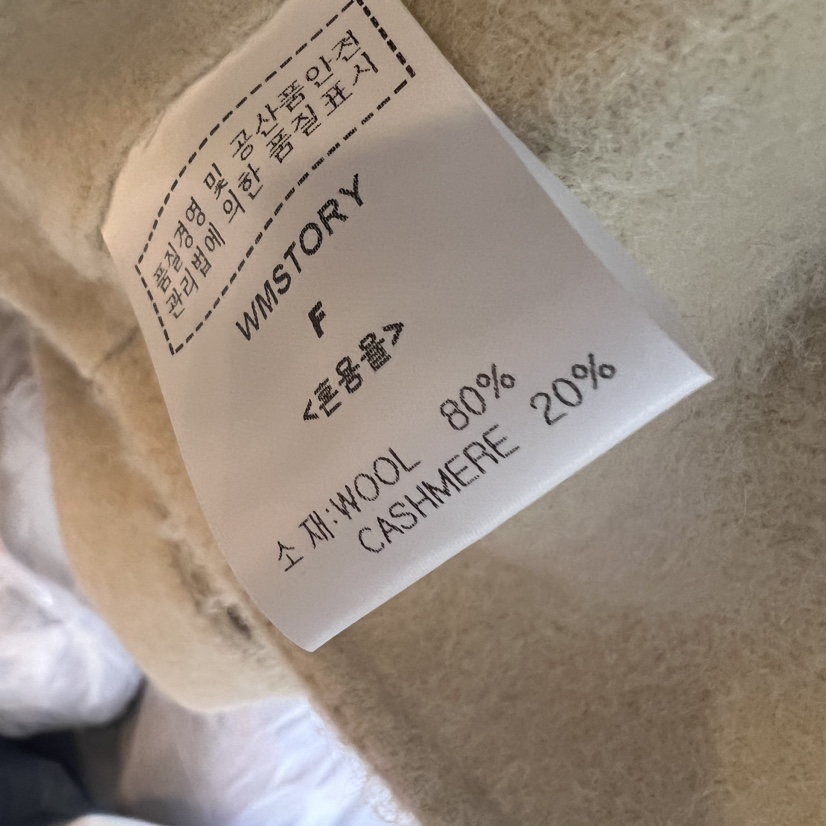 품질경영 및 공산품안전
관리법에 의한 품질표시
WMSTORY
F
<혼용율>
소 재:WOOL 80%
CASHMERE 20%